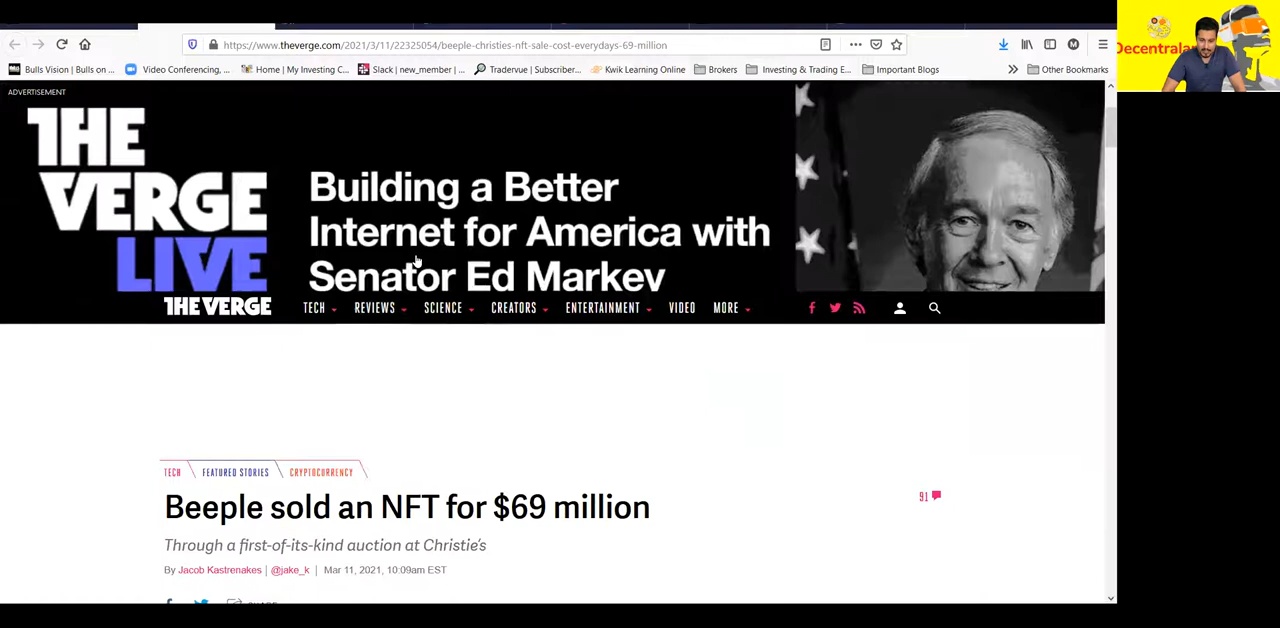 https://www.theverge.com/2021/3/11/22325054/beeple-christies-nft-sale-cost-everydays-69-million
Bulls Vision | Bulls on ...
Video Conferencing, ...
Home | My Investing C...
Slack | new_member | ...
Tradervue | Subscriber...
Kwik Learning Online
Brokers
Investing & Trading E...
Important Blogs
Other Bookmarks
ADVERTISEMENT
THE
VERGE
LIVE
Building a Better
Internet for America with
Senator Ed Markey
THE VERGE
TECH
REVIEWS
SCIENCE
CREATORS
ENTERTAINMENT
VIDEO
MORE
TECH
FEATURED STORIES
CRYPTOCURRENCY
Beeple sold an NFT for $69 million
91
Through a first-of-its-kind auction at Christie's
By Jacob Kastrenakes | @jake_k | Mar 11, 2021, 10:09am EST